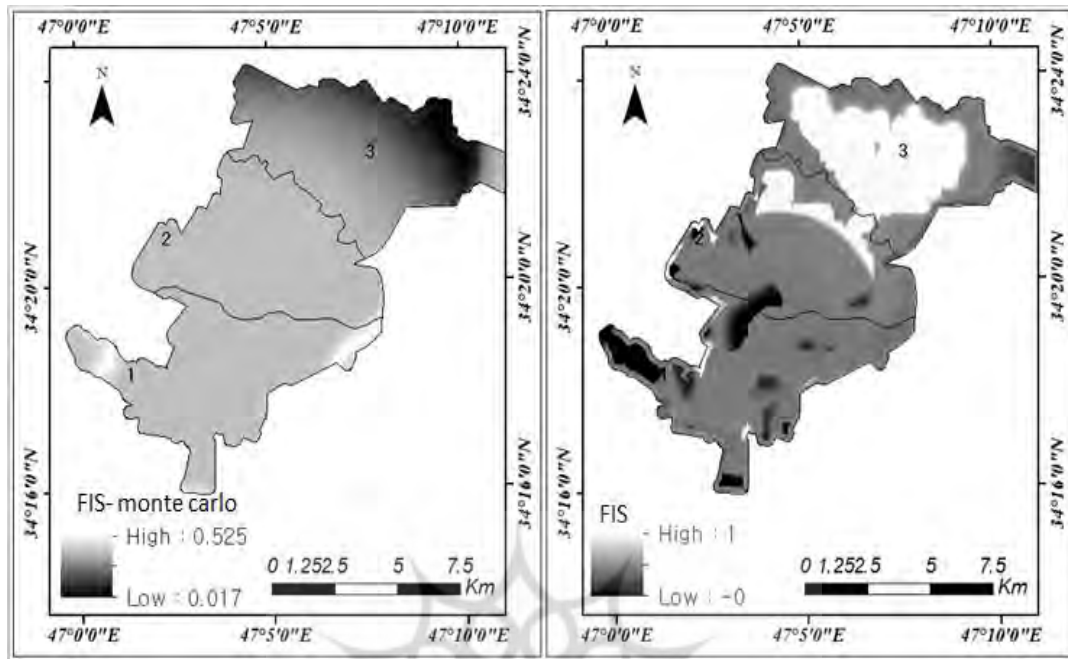 47°0'0"E 47°5'0"E 47°10'0"E
N
34°24'0"N
34°20'0"N
34°20'0"N
34°16'0"N
34°16'0"N
3
2
1
FIS- monte carlo
High : 0.525
Low : 0.017
0 1.252.5 5 7.5
Km
47°0'0"E 47°5'0"E 47°10'0"E
47°0'0"E 47°5'0"E 47°10'0"E
N
34°24'0"N
34°20'0"N
34°20'0"N
34°16'0"N
34°16'0"N
3
2
1
FIS
High : 1
Low : -0
0 1.252.5 5 7.5
Km
47°0'0"E 47°5'0"E 47°10'0"E